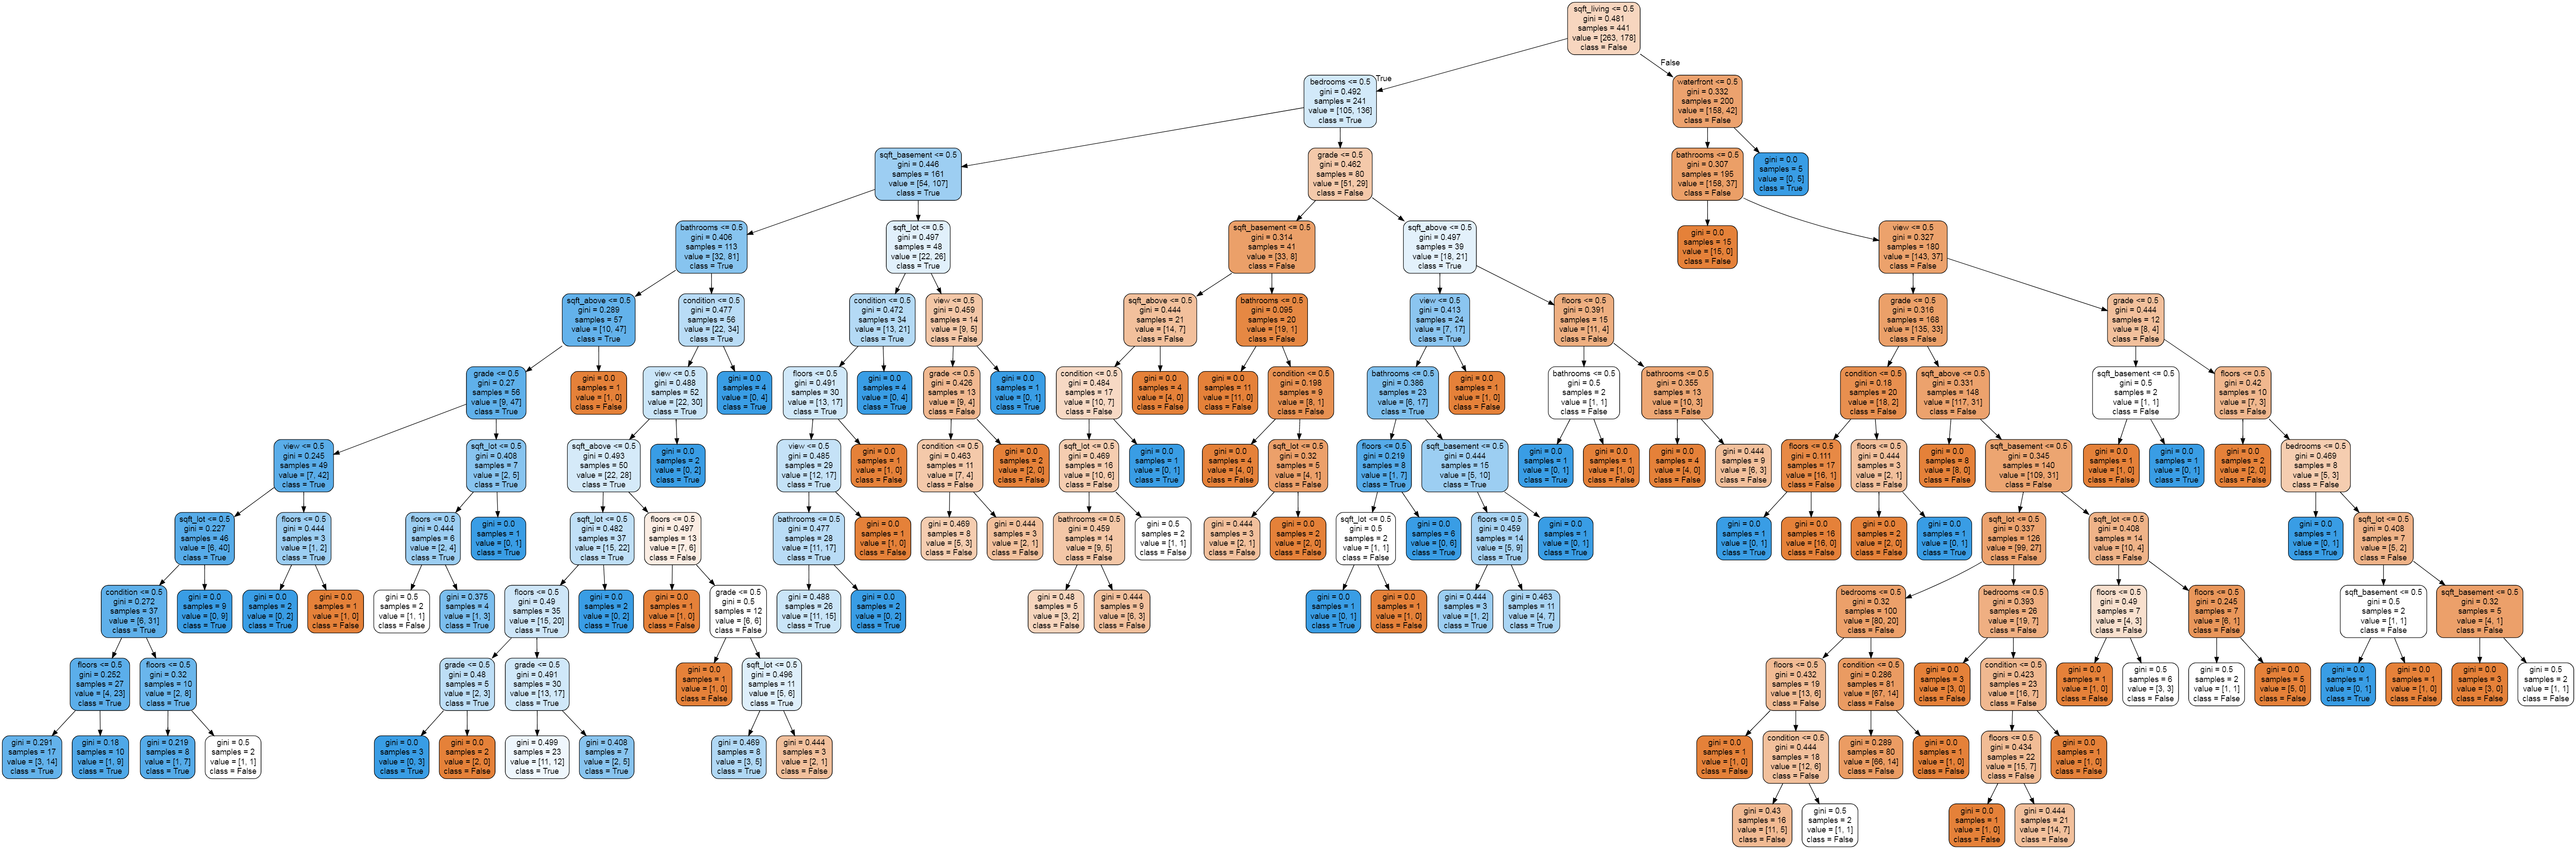 sqft_living <= 0.5
gini = 0.481
samples = 441
value = [263, 178]
class = False
True
False
bedrooms <= 0.5
gini = 0.492
samples = 241
value = [105, 136]
class = True
waterfront <= 0.5
gini = 0.332
samples = 200
value = [158, 42]
class = False
sqft_basement <= 0.5
gini = 0.446
samples = 161
value = [54, 107]
class = True
grade <= 0.5
gini = 0.462
samples = 80
value = [51, 29]
class = False
bathrooms <= 0.5
gini = 0.307
samples = 195
value = [158, 37]
class = False
gini = 0.0
samples = 5
value = [0, 5]
class = True
bathrooms <= 0.5
gini = 0.406
samples = 113
value = [32, 81]
class = True
sqft_lot <= 0.5
gini = 0.497
samples = 48
value = [22, 26]
class = True
sqft_basement <= 0.5
gini = 0.314
samples = 41
value = [33, 8]
class = False
sqft_above <= 0.5
gini = 0.497
samples = 39
value = [18, 21]
class = True
gini = 0.0
samples = 15
value = [15, 0]
class = False
view <= 0.5
gini = 0.327
samples = 180
value = [143, 37]
class = False
sqft_above <= 0.5
gini = 0.289
samples = 57
value = [10, 47]
class = True
condition <= 0.5
gini = 0.477
samples = 56
value = [22, 34]
class = True
condition <= 0.5
gini = 0.472
samples = 34
value = [13, 21]
class = True
view <= 0.5
gini = 0.459
samples = 14
value = [9, 5]
class = False
sqft_above <= 0.5
gini = 0.444
samples = 21
value = [14, 7]
class = False
bathrooms <= 0.5
gini = 0.095
samples = 20
value = [19, 1]
class = False
view <= 0.5
gini = 0.413
samples = 24
value = [7, 17]
class = True
floors <= 0.5
gini = 0.391
samples = 15
value = [11, 4]
class = False
grade <= 0.5
gini = 0.316
samples = 168
value = [135, 33]
class = False
grade <= 0.5
gini = 0.444
samples = 12
value = [8, 4]
class = False
grade <= 0.5
gini = 0.27
samples = 56
value = [9, 47]
class = True
gini = 0.0
samples = 1
value = [1, 0]
class = False
view <= 0.5
gini = 0.488
samples = 52
value = [22, 30]
class = True
gini = 0.0
samples = 4
value = [0, 4]
class = True
floors <= 0.5
gini = 0.491
samples = 30
value = [13, 17]
class = True
gini = 0.0
samples = 4
value = [0, 4]
class = True
grade <= 0.5
gini = 0.426
samples = 13
value = [9, 4]
class = False
gini = 0.0
samples = 1
value = [0, 1]
class = True
condition <= 0.5
gini = 0.484
samples = 17
value = [10, 7]
class = False
gini = 0.0
samples = 4
value = [4, 0]
class = False
gini = 0.0
samples = 11
value = [11, 0]
class = False
condition <= 0.5
gini = 0.198
samples = 9
value = [8, 1]
class = False
bathrooms <= 0.5
gini = 0.386
samples = 23
value = [6, 17]
class = True
gini = 0.0
samples = 1
value = [1, 0]
class = False
bathrooms <= 0.5
gini = 0.5
samples = 2
value = [1, 1]
class = False
bathrooms <= 0.5
gini = 0.355
samples = 13
value = [10, 3]
class = False
condition <= 0.5
gini = 0.18
samples = 20
value = [18, 2]
class = False
sqft_above <= 0.5
gini = 0.331
samples = 148
value = [117, 31]
class = False
sqft_basement <= 0.5
gini = 0.5
samples = 2
value = [1, 1]
class = False
floors <= 0.5
gini = 0.42
samples = 10
value = [7, 3]
class = False
view <= 0.5
gini = 0.245
samples = 49
value = [7, 42]
class = True
sqft_lot <= 0.5
gini = 0.408
samples = 7
value = [2, 5]
class = True
sqft_above <= 0.5
gini = 0.493
samples = 50
value = [22, 28]
class = True
gini = 0.0
samples = 2
value = [0, 2]
class = True
view <= 0.5
gini = 0.485
samples = 29
value = [12, 17]
class = True
gini = 0.0
samples = 1
value = [1, 0]
class = False
condition <= 0.5
gini = 0.463
samples = 11
value = [7, 4]
class = False
gini = 0.0
samples = 2
value = [2, 0]
class = False
sqft_lot <= 0.5
gini = 0.469
samples = 16
value = [10, 6]
class = False
gini = 0.0
samples = 1
value = [0, 1]
class = True
gini = 0.0
samples = 4
value = [4, 0]
class = False
sqft_lot <= 0.5
gini = 0.32
samples = 5
value = [4, 1]
class = False
floors <= 0.5
gini = 0.219
samples = 8
value = [1, 7]
class = True
sqft_basement <= 0.5
gini = 0.444
samples = 15
value = [5, 10]
class = True
gini = 0.0
samples = 1
value = [0, 1]
class = True
gini = 0.0
samples = 1
value = [1, 0]
class = False
gini = 0.0
samples = 4
value = [4, 0]
class = False
gini = 0.444
samples = 9
value = [6, 3]
class = False
floors <= 0.5
gini = 0.111
samples = 17
value = [16, 1]
class = False
floors <= 0.5
gini = 0.444
samples = 3
value = [2, 1]
class = False
gini = 0.0
samples = 8
value = [8, 0]
class = False
sqft_basement <= 0.5
gini = 0.345
samples = 140
value = [109, 31]
class = False
gini = 0.0
samples = 1
value = [1, 0]
class = False
gini = 0.0
samples = 1
value = [0, 1]
class = True
gini = 0.0
samples = 2
value = [2, 0]
class = False
bedrooms <= 0.5
gini = 0.469
samples = 8
value = [5, 3]
class = False
sqft_lot <= 0.5
gini = 0.227
samples = 46
value = [6, 40]
class = True
floors <= 0.5
gini = 0.444
samples = 3
value = [1, 2]
class = True
floors <= 0.5
gini = 0.444
samples = 6
value = [2, 4]
class = True
gini = 0.0
samples = 1
value = [0, 1]
class = True
sqft_lot <= 0.5
gini = 0.482
samples = 37
value = [15, 22]
class = True
floors <= 0.5
gini = 0.497
samples = 13
value = [7, 6]
class = False
bathrooms <= 0.5
gini = 0.477
samples = 28
value = [11, 17]
class = True
gini = 0.0
samples = 1
value = [1, 0]
class = False
gini = 0.469
samples = 8
value = [5, 3]
class = False
gini = 0.444
samples = 3
value = [2, 1]
class = False
bathrooms <= 0.5
gini = 0.459
samples = 14
value = [9, 5]
class = False
gini = 0.5
samples = 2
value = [1, 1]
class = False
gini = 0.444
samples = 3
value = [2, 1]
class = False
gini = 0.0
samples = 2
value = [2, 0]
class = False
sqft_lot <= 0.5
gini = 0.5
samples = 2
value = [1, 1]
class = False
gini = 0.0
samples = 6
value = [0, 6]
class = True
floors <= 0.5
gini = 0.459
samples = 14
value = [5, 9]
class = True
gini = 0.0
samples = 1
value = [0, 1]
class = True
gini = 0.0
samples = 1
value = [0, 1]
class = True
gini = 0.0
samples = 16
value = [16, 0]
class = False
gini = 0.0
samples = 2
value = [2, 0]
class = False
gini = 0.0
samples = 1
value = [0, 1]
class = True
sqft_lot <= 0.5
gini = 0.337
samples = 126
value = [99, 27]
class = False
sqft_lot <= 0.5
gini = 0.408
samples = 14
value = [10, 4]
class = False
gini = 0.0
samples = 1
value = [0, 1]
class = True
sqft_lot <= 0.5
gini = 0.408
samples = 7
value = [5, 2]
class = False
condition <= 0.5
gini = 0.272
samples = 37
value = [6, 31]
class = True
gini = 0.0
samples = 9
value = [0, 9]
class = True
gini = 0.0
samples = 2
value = [0, 2]
class = True
gini = 0.0
samples = 1
value = [1, 0]
class = False
gini = 0.5
samples = 2
value = [1, 1]
class = False
gini = 0.375
samples = 4
value = [1, 3]
class = True
floors <= 0.5
gini = 0.49
samples = 35
value = [15, 20]
class = True
gini = 0.0
samples = 2
value = [0, 2]
class = True
gini = 0.0
samples = 1
value = [1, 0]
class = False
grade <= 0.5
gini = 0.5
samples = 12
value = [6, 6]
class = False
gini = 0.488
samples = 26
value = [11, 15]
class = True
gini = 0.0
samples = 2
value = [0, 2]
class = True
gini = 0.48
samples = 5
value = [3, 2]
class = False
gini = 0.444
samples = 9
value = [6, 3]
class = False
gini = 0.0
samples = 1
value = [0, 1]
class = True
gini = 0.0
samples = 1
value = [1, 0]
class = False
gini = 0.444
samples = 3
value = [1, 2]
class = True
gini = 0.463
samples = 11
value = [4, 7]
class = True
bedrooms <= 0.5
gini = 0.32
samples = 100
value = [80, 20]
class = False
bedrooms <= 0.5
gini = 0.393
samples = 26
value = [19, 7]
class = False
floors <= 0.5
gini = 0.49
samples = 7
value = [4, 3]
class = False
floors <= 0.5
gini = 0.245
samples = 7
value = [6, 1]
class = False
sqft_basement <= 0.5
gini = 0.5
samples = 2
value = [1, 1]
class = False
sqft_basement <= 0.5
gini = 0.32
samples = 5
value = [4, 1]
class = False
floors <= 0.5
gini = 0.252
samples = 27
value = [4, 23]
class = True
floors <= 0.5
gini = 0.32
samples = 10
value = [2, 8]
class = True
grade <= 0.5
gini = 0.48
samples = 5
value = [2, 3]
class = True
grade <= 0.5
gini = 0.491
samples = 30
value = [13, 17]
class = True
gini = 0.0
samples = 1
value = [1, 0]
class = False
sqft_lot <= 0.5
gini = 0.496
samples = 11
value = [5, 6]
class = True
floors <= 0.5
gini = 0.432
samples = 19
value = [13, 6]
class = False
condition <= 0.5
gini = 0.286
samples = 81
value = [67, 14]
class = False
gini = 0.0
samples = 3
value = [3, 0]
class = False
condition <= 0.5
gini = 0.423
samples = 23
value = [16, 7]
class = False
gini = 0.0
samples = 1
value = [1, 0]
class = False
gini = 0.5
samples = 6
value = [3, 3]
class = False
gini = 0.5
samples = 2
value = [1, 1]
class = False
gini = 0.0
samples = 5
value = [5, 0]
class = False
gini = 0.0
samples = 1
value = [0, 1]
class = True
gini = 0.0
samples = 1
value = [1, 0]
class = False
gini = 0.0
samples = 3
value = [3, 0]
class = False
gini = 0.5
samples = 2
value = [1, 1]
class = False
gini = 0.291
samples = 17
value = [3, 14]
class = True
gini = 0.18
samples = 10
value = [1, 9]
class = True
gini = 0.219
samples = 8
value = [1, 7]
class = True
gini = 0.5
samples = 2
value = [1, 1]
class = False
gini = 0.0
samples = 3
value = [0, 3]
class = True
gini = 0.0
samples = 2
value = [2, 0]
class = False
gini = 0.499
samples = 23
value = [11, 12]
class = True
gini = 0.408
samples = 7
value = [2, 5]
class = True
gini = 0.469
samples = 8
value = [3, 5]
class = True
gini = 0.444
samples = 3
value = [2, 1]
class = False
gini = 0.0
samples = 1
value = [1, 0]
class = False
condition <= 0.5
gini = 0.444
samples = 18
value = [12, 6]
class = False
gini = 0.289
samples = 80
value = [66, 14]
class = False
gini = 0.0
samples = 1
value = [1, 0]
class = False
floors <= 0.5
gini = 0.434
samples = 22
value = [15, 7]
class = False
gini = 0.0
samples = 1
value = [1, 0]
class = False
gini = 0.43
samples = 16
value = [11, 5]
class = False
gini = 0.5
samples = 2
value = [1, 1]
class = False
gini = 0.0
samples = 1
value = [1, 0]
class = False
gini = 0.444
samples = 21
value = [14, 7]
class = False